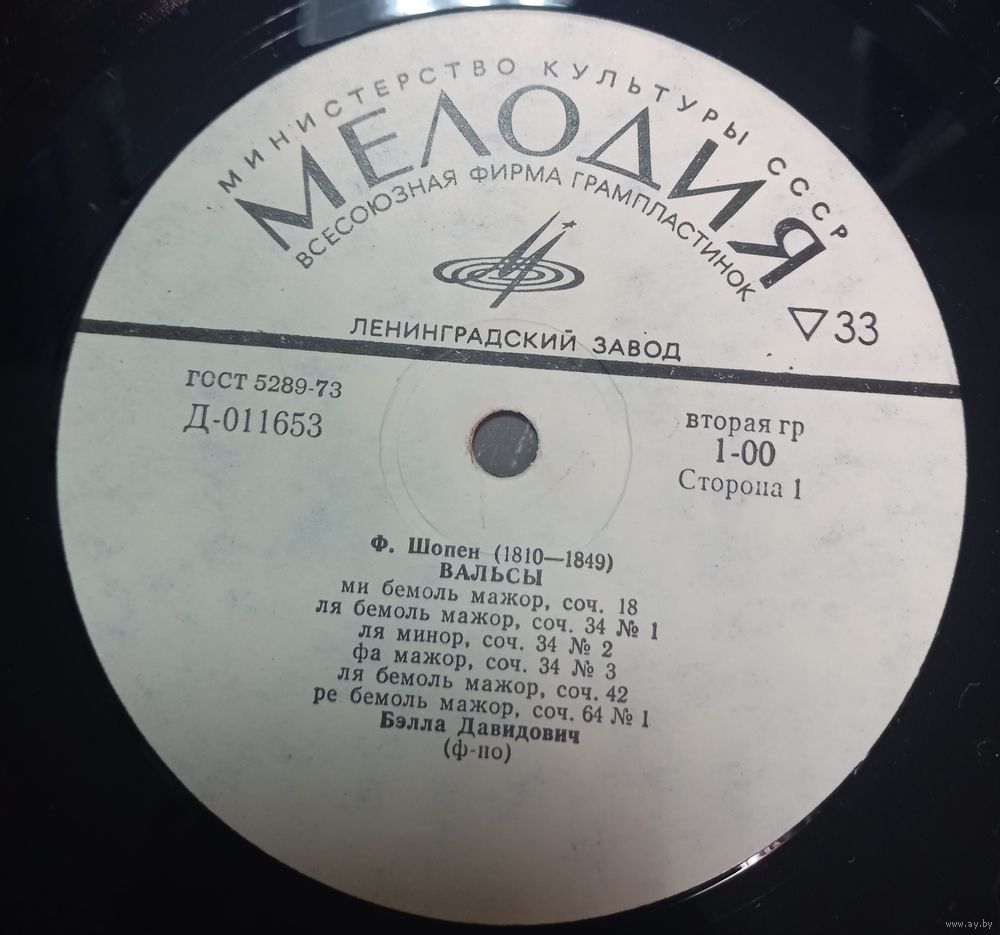 МИНИСТЕРСТВО КУЛЬТУРЫ СССР
МЕЛОДИЯ
ВСЕСОЮЗНАЯ ФИРМА ГРАМПЛАСТИНОК
▽33
ЛЕНИНГРАДСКИЙ ЗАВОД
ГОСТ 5289-73
Д-011653
вторая гр
1-00
Сторона 1
Ф. Шопен (1810—1849)
ВАЛЬСЫ
ми бемоль мажор, соч. 18
ля бемоль мажор, соч. 34 № 1
ля минор, соч. 34 № 2
фа мажор, соч. 34 № 3
ля бемоль мажор, соч. 42
ре бемоль мажор, соч. 64 № 1
Бэлла Давидович
(ф-по)
www.ay.by